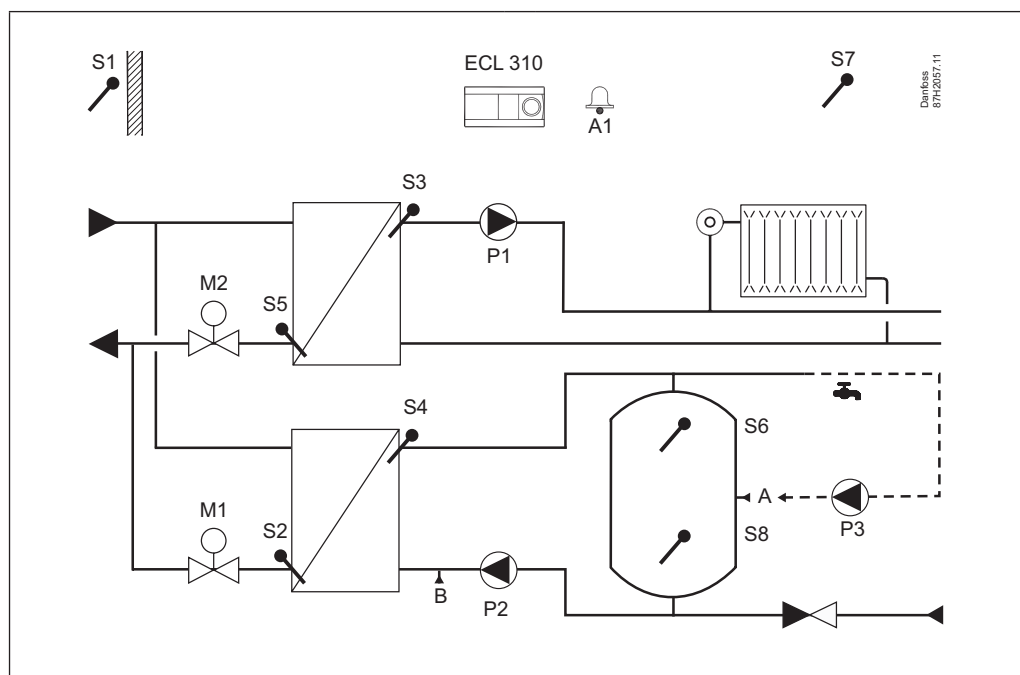 S1
ECL 310
S7
A1
Danfoss
87H2057.11
S3
P1
M2
S5
S4
S6
A
P3
M1
S2
S8
B
P2